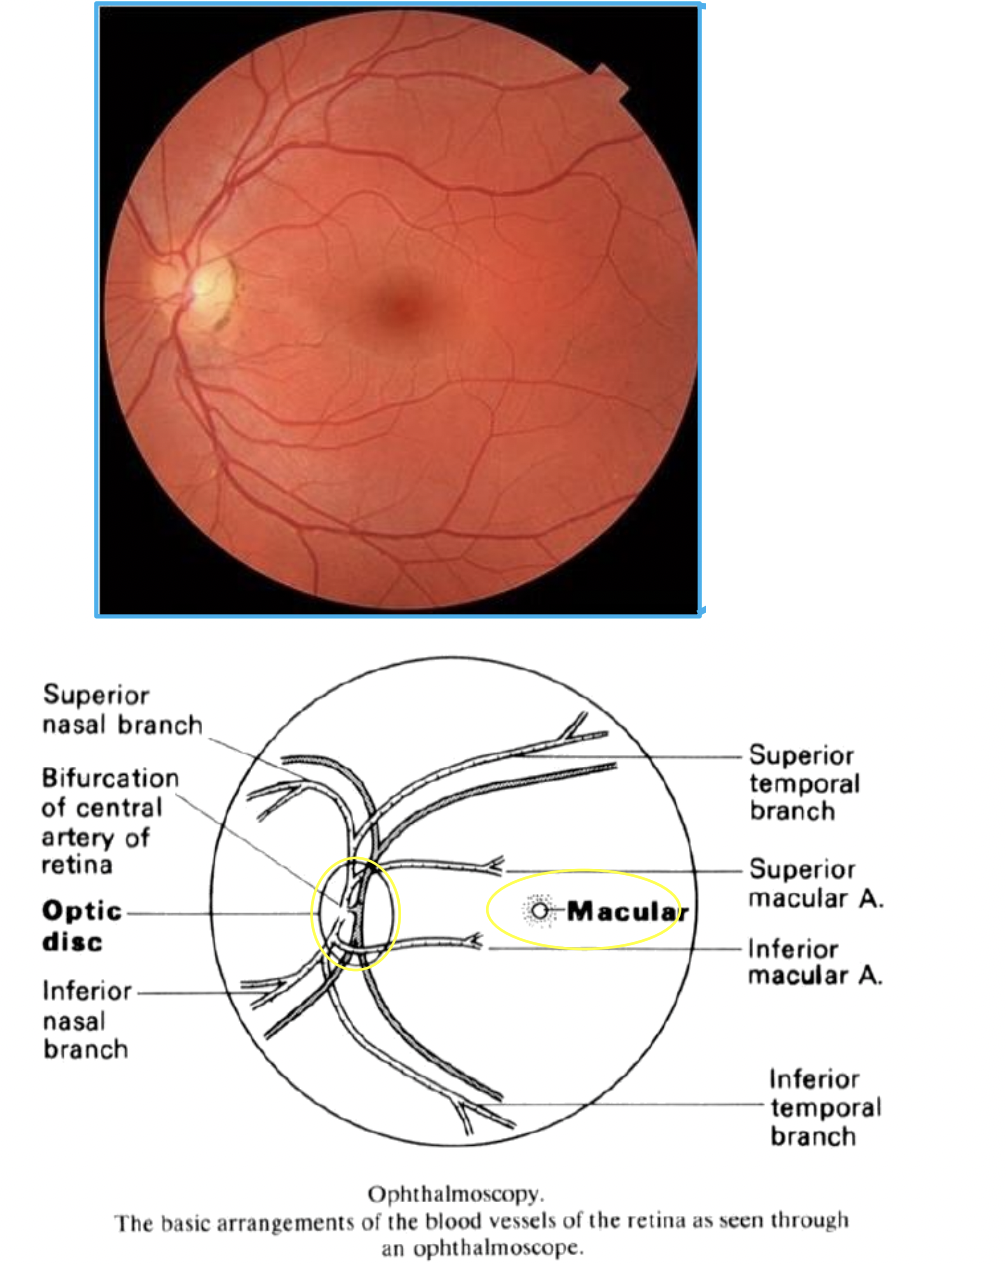 Superior
nasal branch
Bifurcation
of central
artery of
retina
Optic
disc
Inferior
nasal
branch
Superior
temporal
branch
Superior
macular A.
Macular
Inferior
macular A.
Inferior
temporal
branch
Ophthalmoscopy.
The basic arrangements of the blood vessels of the retina as seen through
an ophthalmoscope.